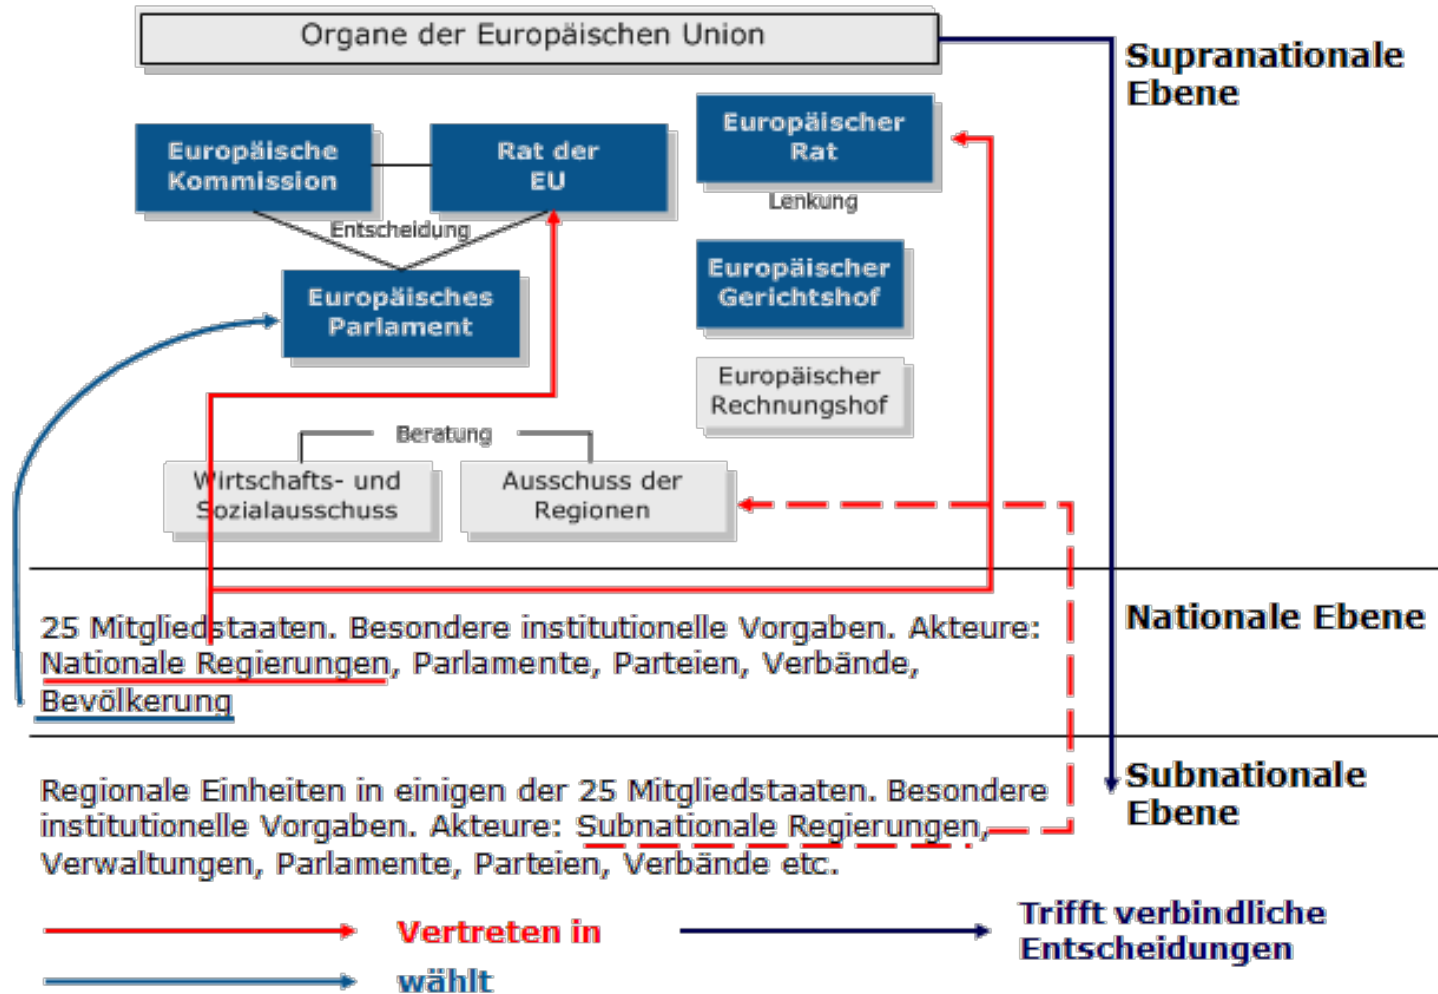 Organe der Europäischen Union
Supranationale
Ebene
Europäische
Kommission
Rat der
EU
Europäischer
Rat
Lenkung
Entscheidung
Europäisches
Parlament
Europäischer
Gerichtshof
Europäischer
Rechnungshof
Beratung
Wirtschafts- und
Sozialausschuss
Ausschuss der
Regionen
25 Mitgliedstaaten. Besondere institutionelle Vorgaben. Akteure:
Nationale Regierungen, Parlamente, Parteien, Verbände,
Bevölkerung
Nationale Ebene
Regionale Einheiten in einigen der 25 Mitgliedstaaten. Besondere
institutionelle Vorgaben. Akteure: Subnationale Regierungen,
Verwaltungen, Parlamente, Parteien, Verbände etc.
Subnationale
Ebene
Vertreten in
wählt
Trifft verbindliche
Entscheidungen